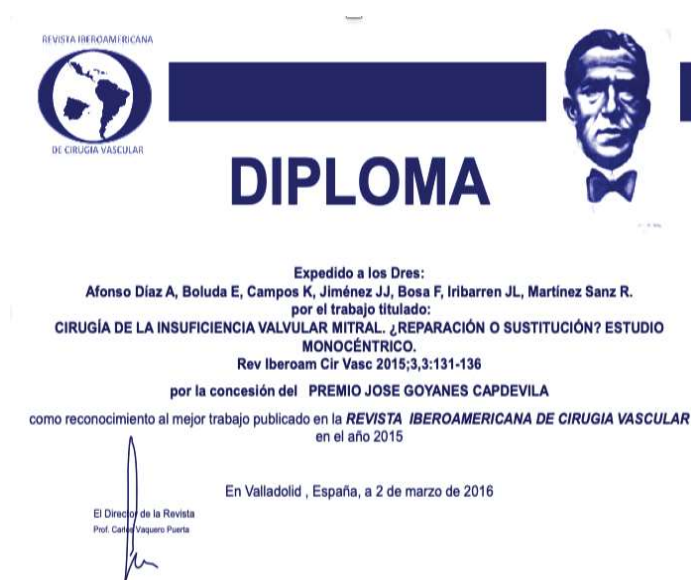 REVISTA IBEROAMERICANA
DE CIRUGIA VASCULAR
DIPLOMA
Expedido a los Dres:
Afonso Díaz A, Boluda E, Campos K, Jiménez JJ, Bosa F, Iribarren JL, Martínez Sanz R.
por el trabajo titulado:
CIRUGÍA DE LA INSUFICIENCIA VALVULAR MITRAL. ¿REPARACIÓN O SUSTITUCIÓN? ESTUDIO
MONOCÉNTRICO.
Rev Iberoam Cir Vasc 2015;3,3:131-136
por la concesión del PREMIO JOSE GOYANES CAPDEVILA
como reconocimiento al mejor trabajo publicado en la REVISTA IBEROAMERICANA DE CIRUGIA VASCULAR
en el año 2015
En Valladolid , España, a 2 de marzo de 2016
El Director de la Revista
Prof. Carlos Vaquero Puerta